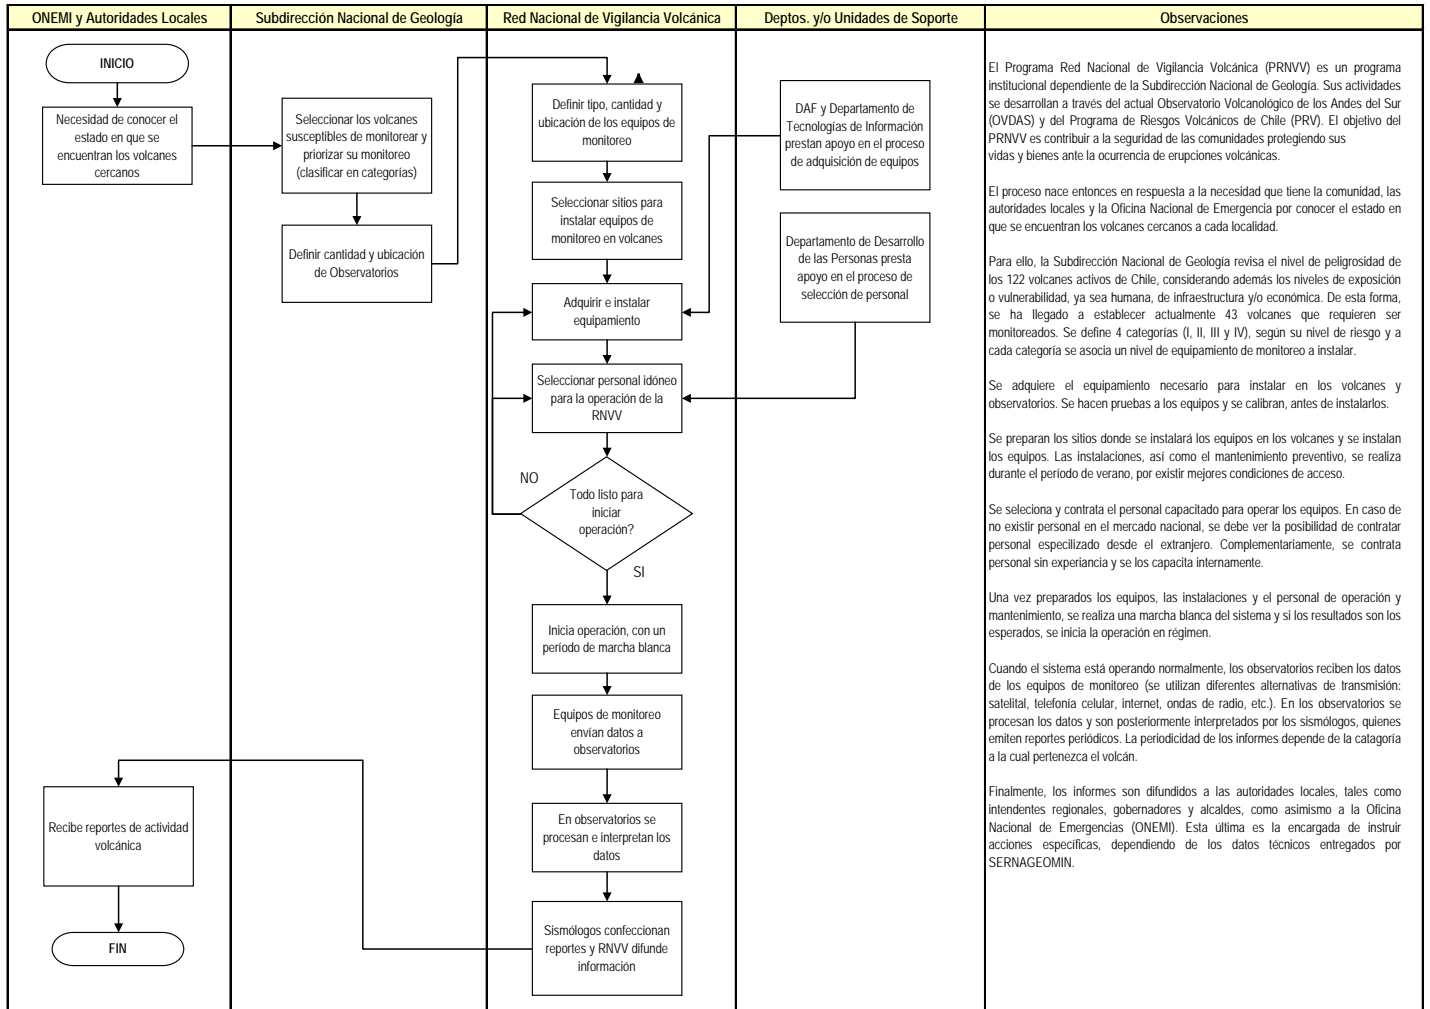 ONEMI y Autoridades Locales
Subdirección Nacional de Geología
Red Nacional de Vigilancia Volcánica
Deptos. y/o Unidades de Soporte
Observaciones
INICIO
Necesidad de conocer el
estado en que se
encuentran los volcanes
cercanos
Seleccionar los volcanes
susceptibles de monitorear y
priorizar su monitoreo
(clasificar en categorías)
Definir cantidad y ubicación
de Observatorios
Definir tipo, cantidad y
ubicación de los equipos de
monitoreo
Seleccionar sitios para
instalar equipos de
monitoreo en volcanes
Adquirir e instalar
equipamiento
Seleccionar personal idóneo
para la operación de la
RNVV
NO
Todo listo para
iniciar
operación?
SI
Inicia operación, con un
período de marcha blanca
Equipos de monitoreo
envían datos a
observatorios
En observatorios se
procesan e interpretan los
datos
Sismólogos confeccionan
reportes y RNVV difunde
información
DAF y Departamento de
Tecnologías de Información
prestan apoyo en el proceso
de adquisición de equipos
Departamento de Desarrollo
de las Personas presta
apoyo en el proceso de
selección de personal
Recibe reportes de actividad
volcánica
FIN
El Programa Red Nacional de Vigilancia Volcánica (PRNVV) es un programa
institucional dependiente de la Subdirección Nacional de Geología. Sus actividades
se desarrollan a través del actual Observatorio Volcanológico de los Andes del Sur
(OVDAS) y del Programa de Riesgos Volcánicos de Chile (PRV). El objetivo del
PRNVV es contribuir a la seguridad de las comunidades protegiendo sus
vidas y bienes ante la ocurrencia de erupciones volcánicas.
El proceso nace entonces en respuesta a la necesidad que tiene la comunidad, las
autoridades locales y la Oficina Nacional de Emergencia por conocer el estado en
que se encuentran los volcanes cercanos a cada localidad.
Para ello, la Subdirección Nacional de Geología revisa el nivel de peligrosidad de
los 122 volcanes activos de Chile, considerando además los niveles de exposición
o vulnerabilidad, ya sea humana, de infraestructura y/o económica. De esta forma,
se ha llegado a establecer actualmente 43 volcanes que requieren ser
monitoreados. Se define 4 categorías (I, II, III y IV), según su nivel de riesgo y a
cada categoría se asocia un nivel de equipamiento de monitoreo a instalar.
Se adquiere el equipamiento necesario para instalar en los volcanes y
observatorios. Se hacen pruebas a los equipos y se calibran, antes de instalarlos.
Se preparan los sitios donde se instalará los equipos en los volcanes y se instalan
los equipos. Las instalaciones, así como el mantenimiento preventivo, se realiza
durante el período de verano, por existir mejores condiciones de acceso.
Se seleciona y contrata el personal capacitado para operar los equipos. En caso de
no existir personal en el mercado nacional, se debe ver la posibilidad de contratar
personal especilizado desde el extranjero. Complementariamente, se contrata
personal sin experiancia y se los capacita internamente.
Una vez preparados los equipos, las instalaciones y el personal de operación y
mantenimiento, se realiza una marcha blanca del sistema y si los resultados son los
esperados, se inicia la operación en régimen.
Cuando el sistema está operando normalmente, los observatorios reciben los datos
de los equipos de monitoreo (se utilizan diferentes alternativas de transmisión:
satelital, telefonía celular, internet, ondas de radio, etc.). En los observatorios se
procesan los datos y son posteriormente interpretados por los sismólogos, quienes
emiten reportes periódicos. La periodicidad de los informes depende de la catagoría
a la cual pertenezca el volcán.
Finalmente, los informes son difundidos a las autoridades locales, tales como
intendentes regionales, gobernadores y alcaldes, como asimismo a la Oficina
Nacional de Emergencias (ONEMI). Esta última es la encargada de instruir
acciones específicas, dependiendo de los datos técnicos entregados por
SERNAGEOMIN.